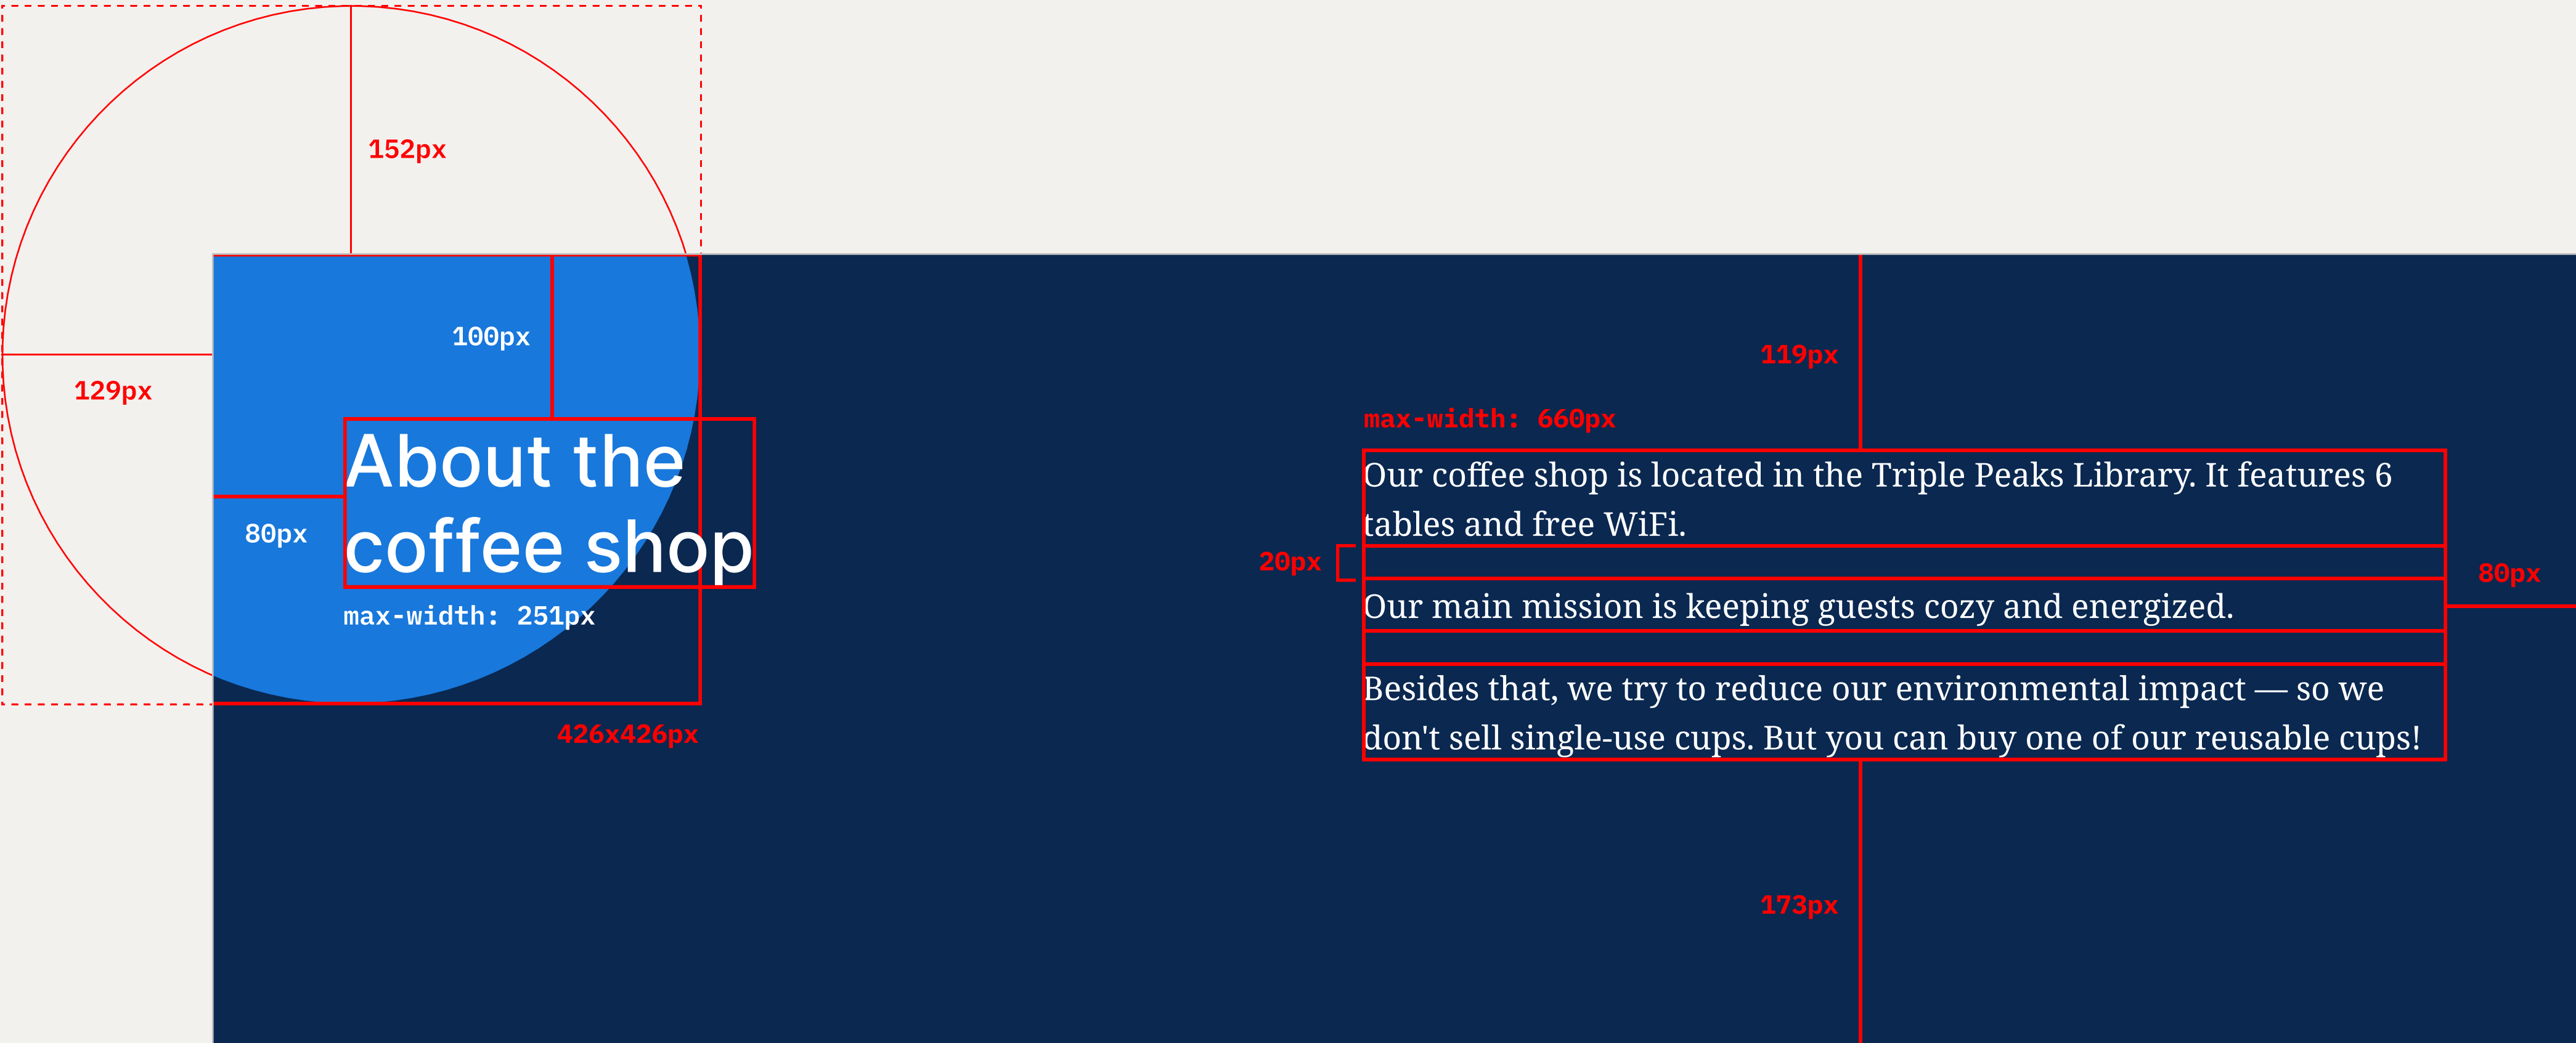 152px
129px
100px
About the
coffee shop
80px
max-width: 251px
426x426px
119px
max-width: 660px
Our coffee shop is located in the Triple Peaks Library. It features 6
tables and free WiFi.
20px
Our main mission is keeping guests cozy and energized.
80px
Besides that, we try to reduce our environmental impact — so we
don't sell single-use cups. But you can buy one of our reusable cups!
173px